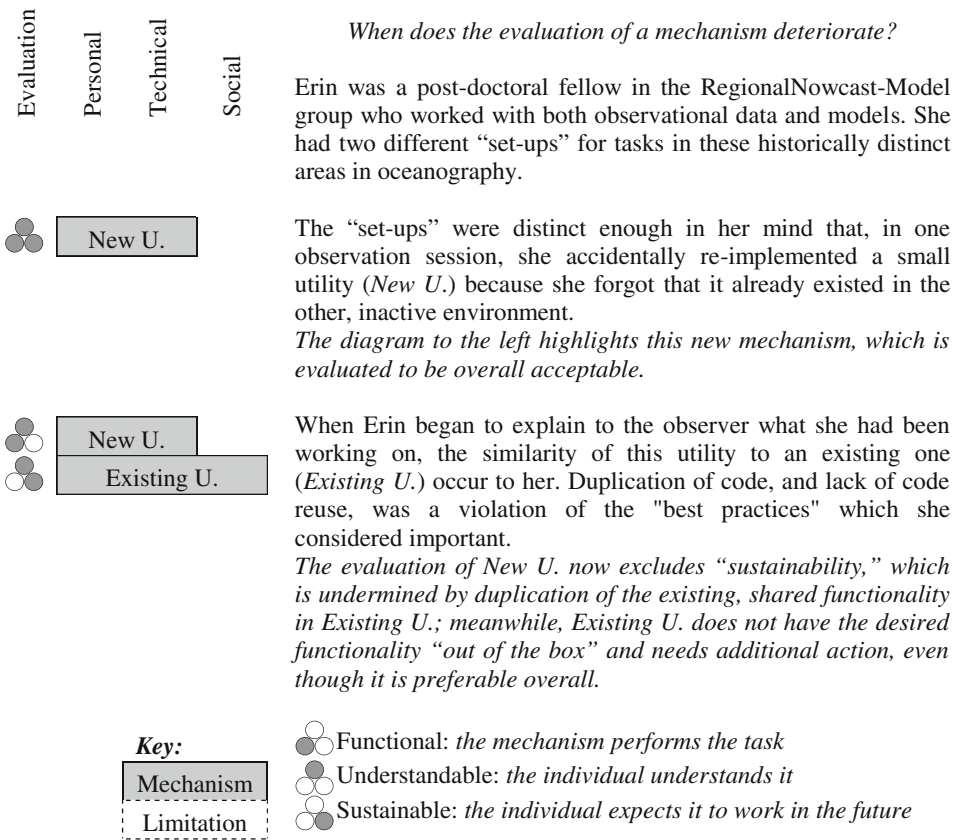 Evaluation
Personal
Technical
Social
When does the evaluation of a mechanism deteriorate?
Erin was a post-doctoral fellow in the RegionalNowcast-Model
group who worked with both observational data and models. She
had two different “set-ups” for tasks in these historically distinct
areas in oceanography.
New U.
The “set-ups” were distinct enough in her mind that, in one
observation session, she accidentally re-implemented a small
utility (New U.) because she forgot that it already existed in the
other, inactive environment.
The diagram to the left highlights this new mechanism, which is
evaluated to be overall acceptable.
New U.
Existing U.
When Erin began to explain to the observer what she had been
working on, the similarity of this utility to an existing one
(Existing U.) occur to her. Duplication of code, and lack of code
reuse, was a violation of the "best practices" which she
considered important.
The evaluation of New U. now excludes “sustainability,” which
is undermined by duplication of the existing, shared functionality
in Existing U.; meanwhile, Existing U. does not have the desired
functionality “out of the box” and needs additional action, even
though it is preferable overall.
Key:
Mechanism
Limitation
Functional: the mechanism performs the task
Understandable: the individual understands it
Sustainable: the individual expects it to work in the future